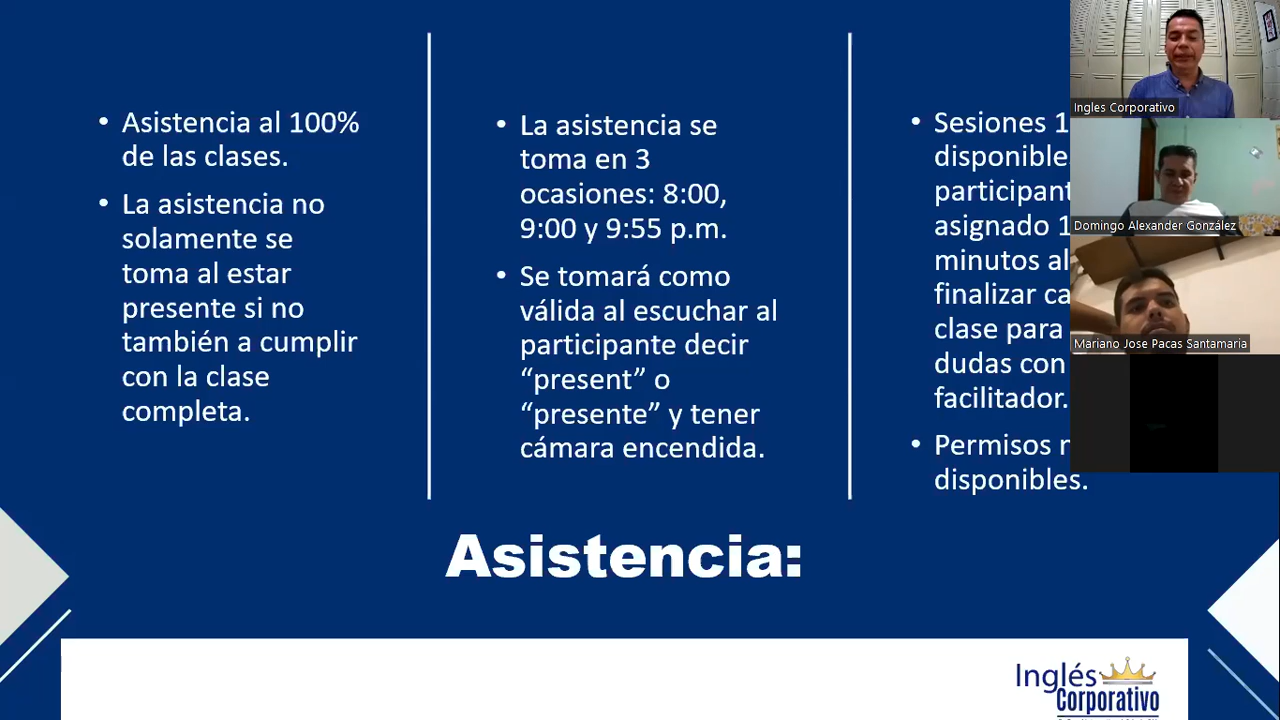 • Asistencia al 100%
de las clases.
• La asistencia no
solamente se
toma al estar
presente si no
también a cumplir
con la clase
completa.
• La asistencia se
toma en 3
ocasiones: 8:00,
9:00 y 9:55 p.m.
• Se tomará como
válida al escuchar al
participante decir
“present” o
“presente” y tener
cámara encendida.
• Sesiones 1
disponible
participant
asignado 1
minutos al
finalizar ca
clase para
dudas con
facilitador.
• Permisos
disponibles.
Asistencia:
Ingles Corporativo
Domingo Alexander González
Mariano Jose Pacas Santamaria
Inglés
Corporativo